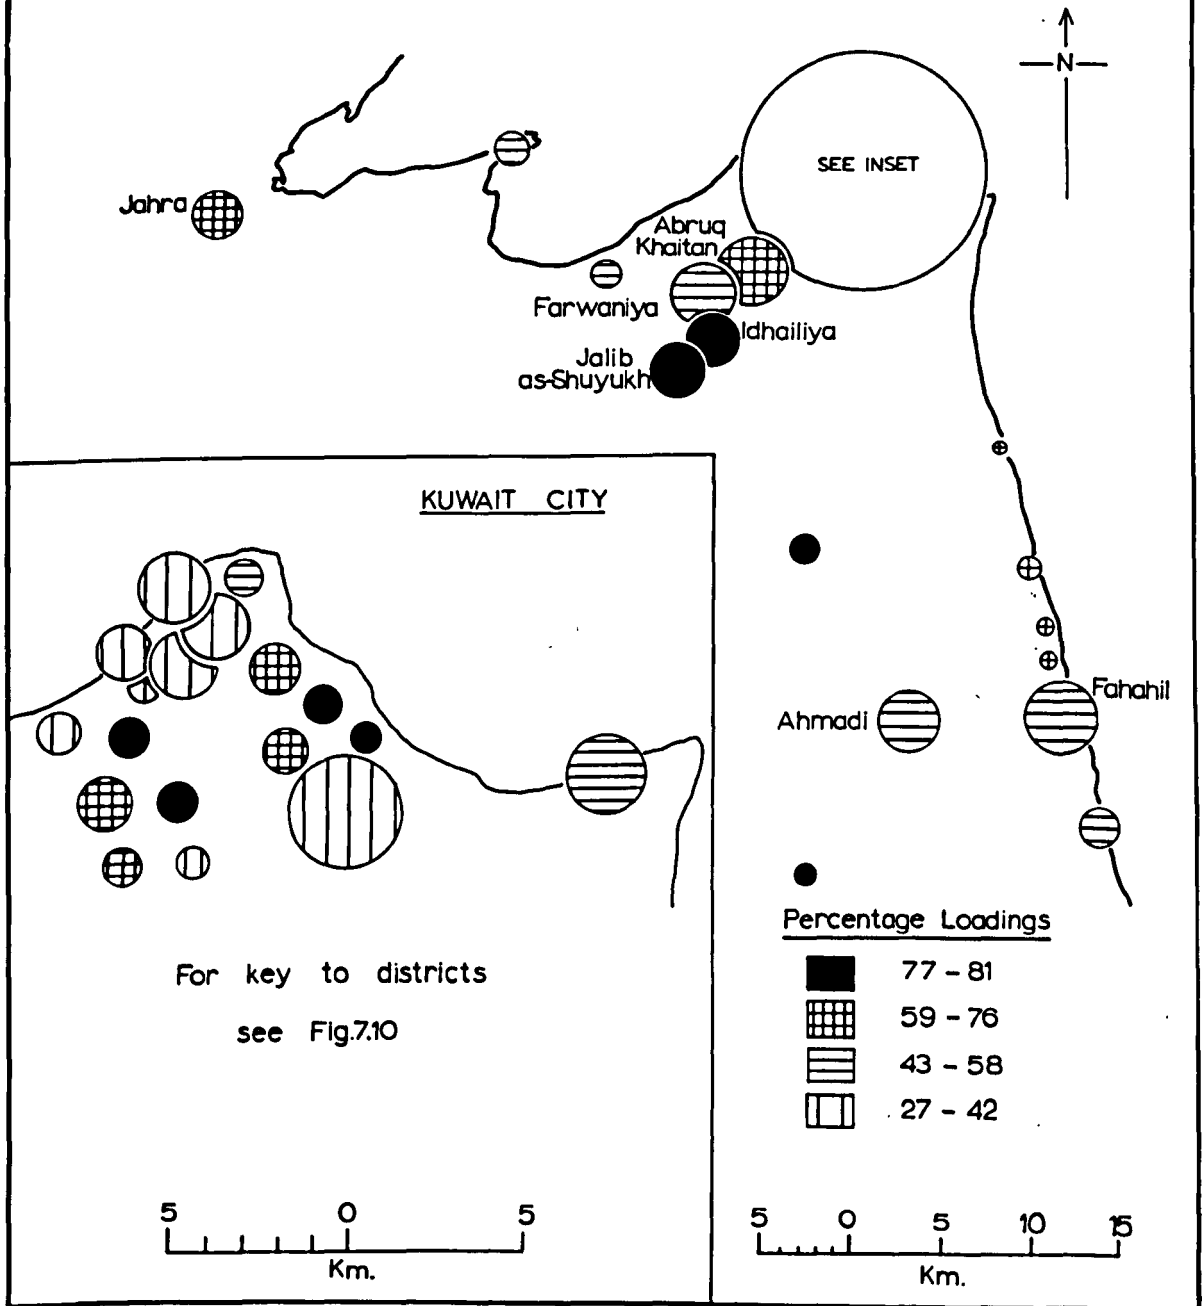 N
SEE INSET
Jahra
Abruq
Khaitan
Farwaniya
Idhailiya
Jalib
as-Shuyukh
KUWAIT CITY
Fahahil
Ahmadi
Percentage Loadings
77 - 81
59 - 76
43 - 58
27 - 42
For key to districts
see Fig.7.10
5 0 5
Km.
5 0 5 10 15
Km.